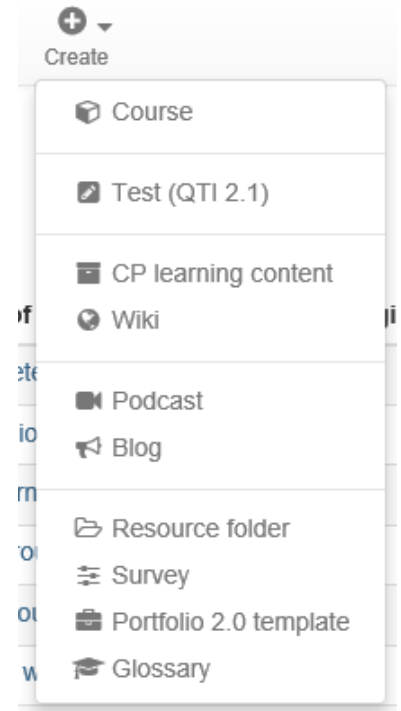 Create
Course
Test (QTI 2.1)
CP learning content
Wiki
Podcast
Blog
Resource folder
Survey
Portfolio 2.0 template
Glossary